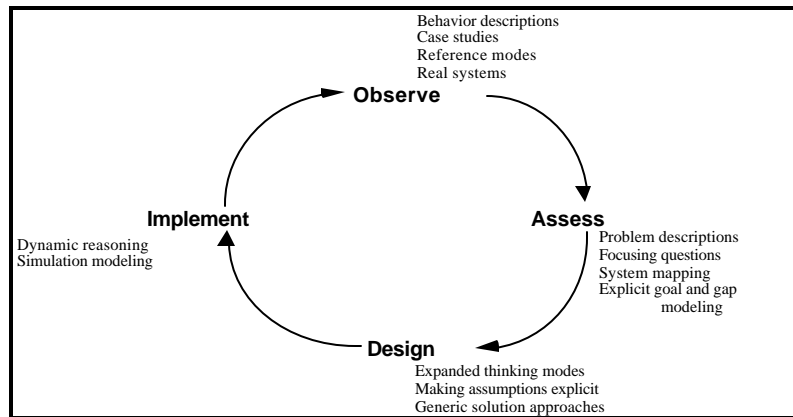 Behavior descriptions
Case studies
Reference modes
Real systems
Observe
Implement
Assess
Dynamic reasoning
Simulation modeling
Problem descriptions
Focusing questions
System mapping
Explicit goal and gap
modeling
Design
Expanded thinking modes
Making assumptions explicit
Generic solution approaches